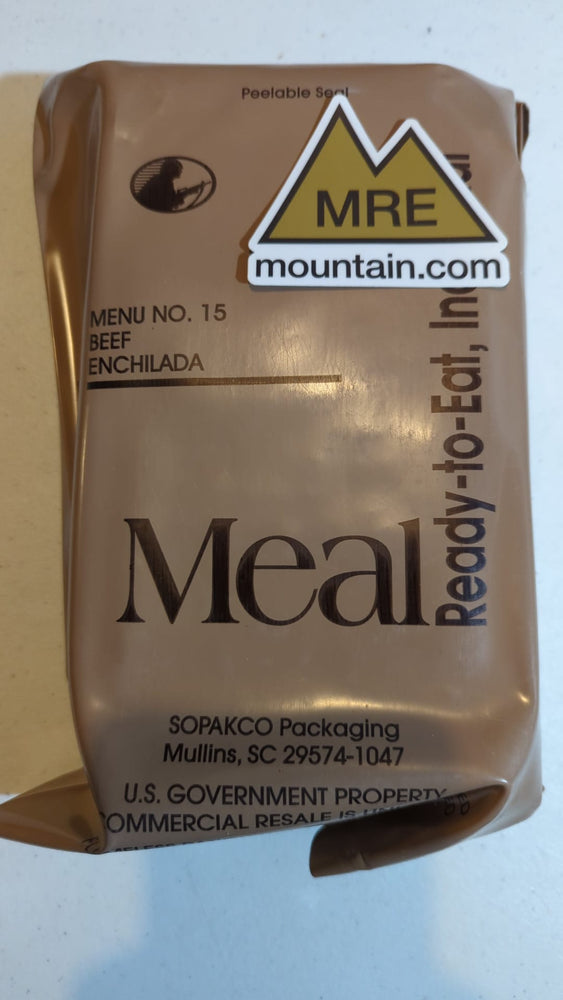 Peelable Seal
MRE
mountain.com
MENU NO. 15
BEEF
ENCHILADA
Meal
Ready-to-Eat,
SOPAKCO Packaging
Mullins, SC 29574-1047
U.S. GOVERNMENT PROPERTY
COMMERCIAL RESALE IS